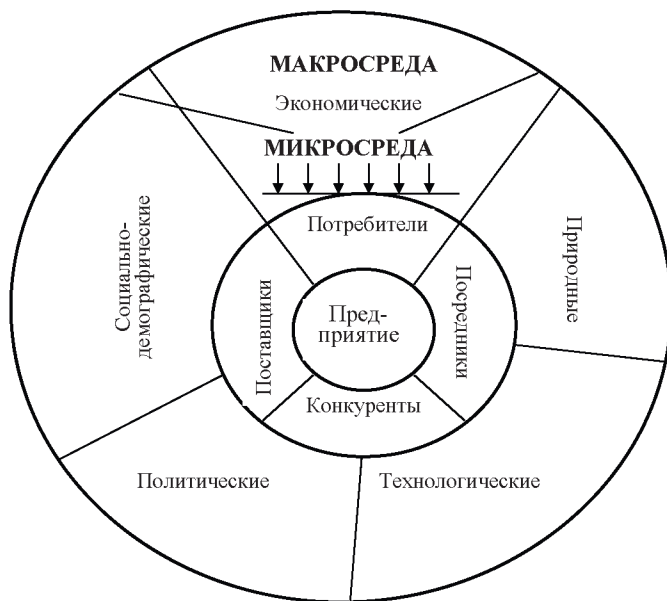 МАКРОСРЕДА
Экономические
МИКРОСРЕДА
Потребители
Социально-
демографические
Природные
Поставщики
Посредники
Пред-
приятие
Конкуренты
Политические
Технологические